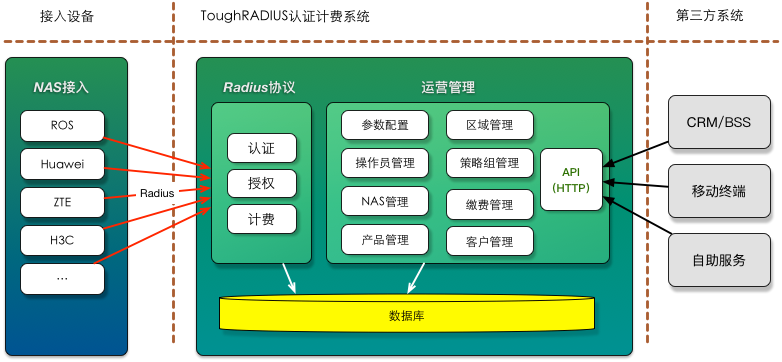 接入设备
ToughRADIUS认证计费系统
第三方系统
NAS接入
ROS
Huawei
ZTE
H3C
...
Radius
Radius协议
认证
授权
计费
运营管理
参数配置
区域管理
操作员管理
策略组管理
NAS管理
缴费管理
产品管理
客户管理
API
(HTTP)
数据库
CRM/BSS
移动终端
自助服务